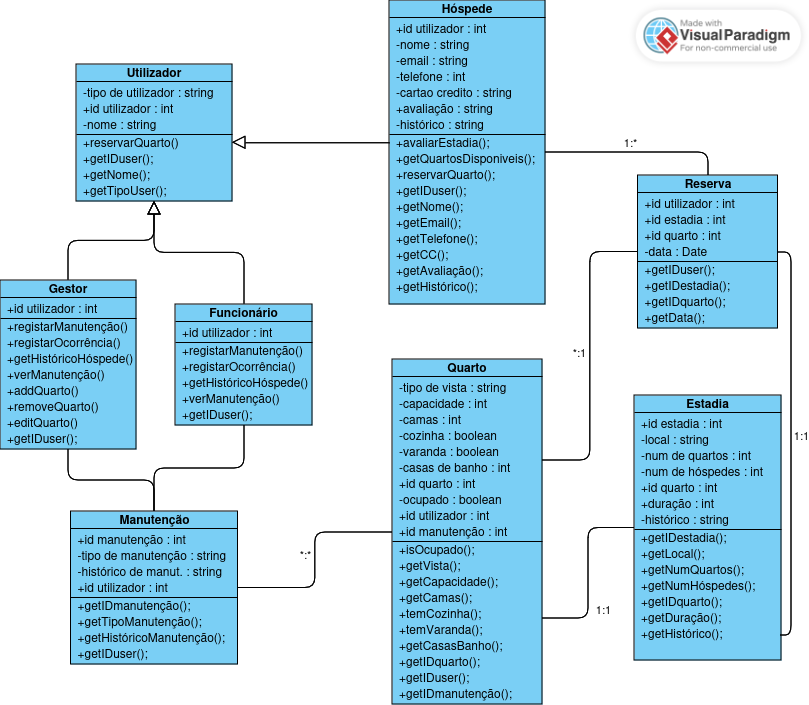 Hóspede
+id utilizador : int
-nome : string
-email : string
-telefone : int
-cartao credito : string
+avaliação : string
-histórico : string
+avaliarEstadia();
+getQuartosDisponiveis();
+reservarQuarto();
+getIDuser();
+getNome();
+getEmail();
+getTelefone();
+getCC();
+getAvaliação();
+getHistórico();
Made with
VisualParadigm
For non-commercial use
Utilizador
-tipo de utilizador : string
+id utilizador : int
-nome : string
+reservarQuarto()
+getIDuser();
+getNome();
+getTipoUser();
1:*
Reserva
+id utilizador : int
+id estadia : int
+id quarto : int
-data : Date
+getIDuser();
+getIDestadia();
+getIDquarto();
+getData();
Gestor
+id utilizador : int
+registarManutenção()
+registarOcorrência()
+getHistóricoHóspede()
+verManutenção()
+addQuarto()
+removeQuarto()
+editQuarto()
+getIDuser();
Funcionário
+id utilizador : int
+registarManutenção()
+registarOcorrência()
+getHistóricoHóspede()
+verManutenção()
+getIDuser();
*:1
Quarto
-tipo de vista : string
-capacidade : int
-camas : int
-cozinha : boolean
-varanda : boolean
-casas de banho : int
+id quarto : int
-ocupado : boolean
+id utilizador : int
+id manutenção : int
+isOcupado();
+getVista();
+getCapacidade();
+getCamas();
+temCozinha();
+temVaranda();
+getCasasBanho();
+getIDquarto();
+getIDuser();
+getIDmanutenção();
Estadia
+id estadia : int
-local : string
-num de quartos : int
-num de hóspedes : int
+id quarto : int
+duração : int
-histórico : string
+getIDestadia();
+getLocal();
+getNumQuartos();
+getNumHóspedes();
+getIDquarto();
+getDuração();
+getHistórico();
1:1
Manutenção
+id manutenção : int
-tipo de manutenção : string
-histórico de manut. : string
+id utilizador : int
+getIDmanutenção();
+getTipoManutenção();
+getHistóricoManutenção();
+getIDuser();
*:*
1:1